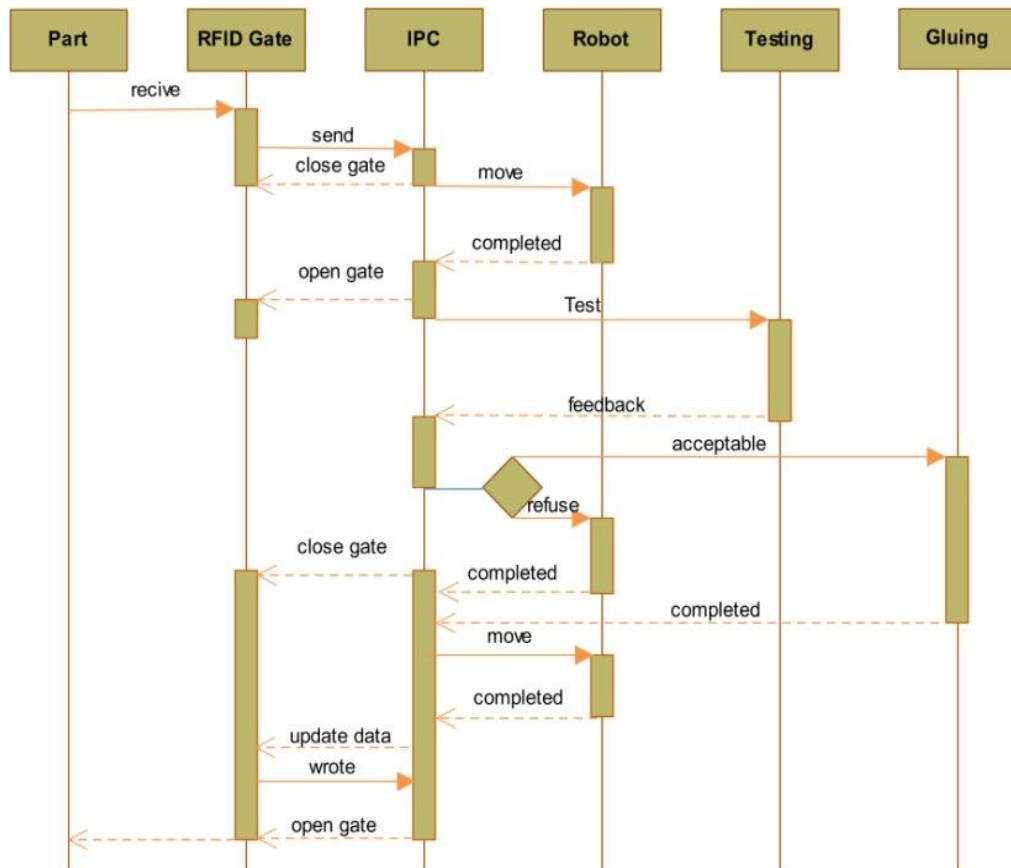 Part
RFID Gate
IPC
Robot
Testing
Gluing
recive
send
close gate
move
completed
open gate
Test
feedback
acceptable
refuse
close gate
completed
completed
move
completed
update data
wrote
open gate